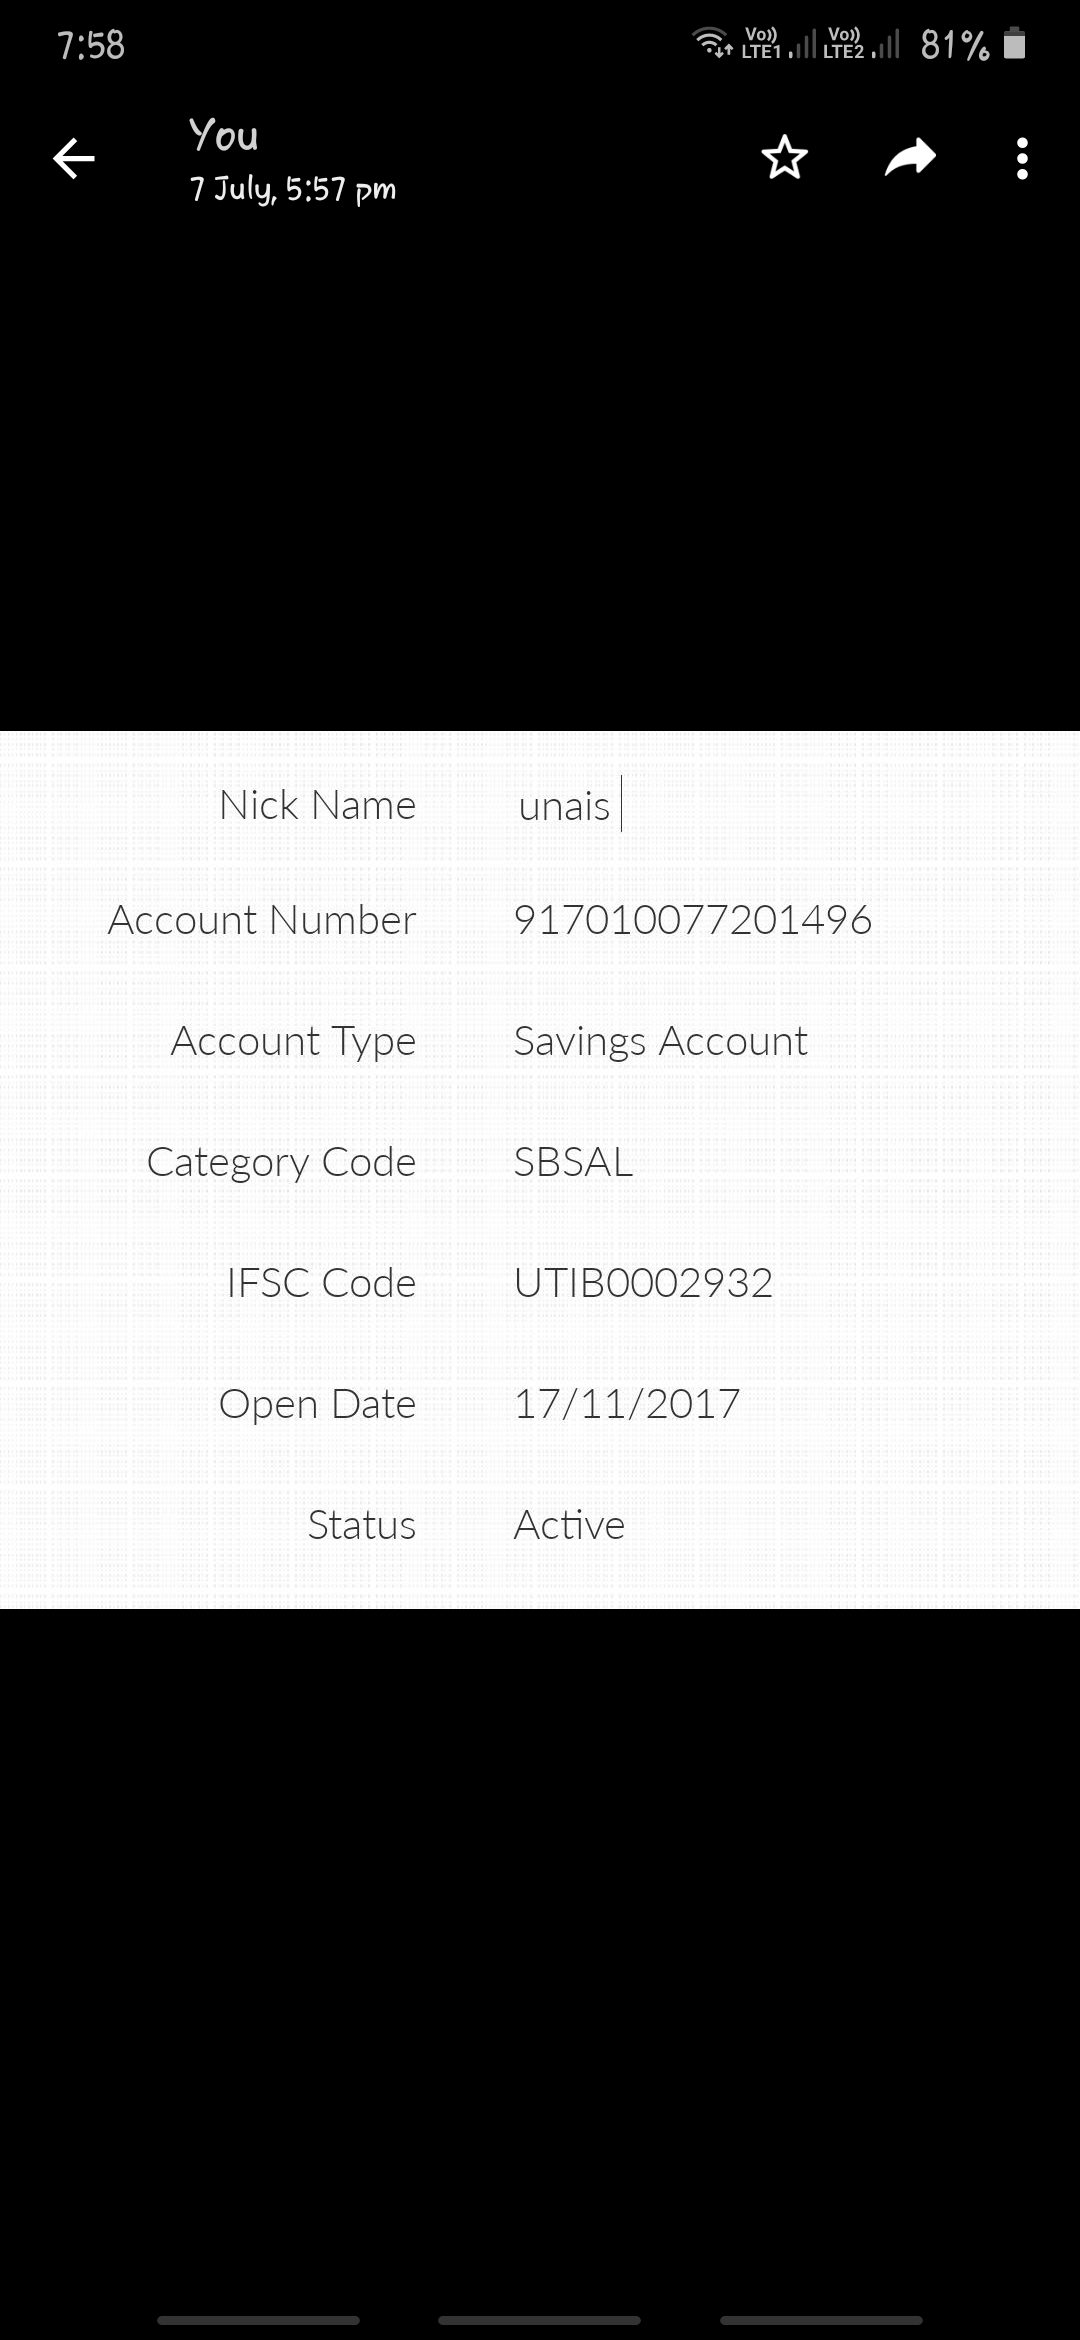 7:58 Vo)) LTE1 Vo)) LTE2 81%
You
7 July, 5:57 pm
Nick Name unais
Account Number 917010077201496
Account Type Savings Account
Category Code SBSAL
IFSC Code UTIB0002932
Open Date 17/11/2017
Status Active